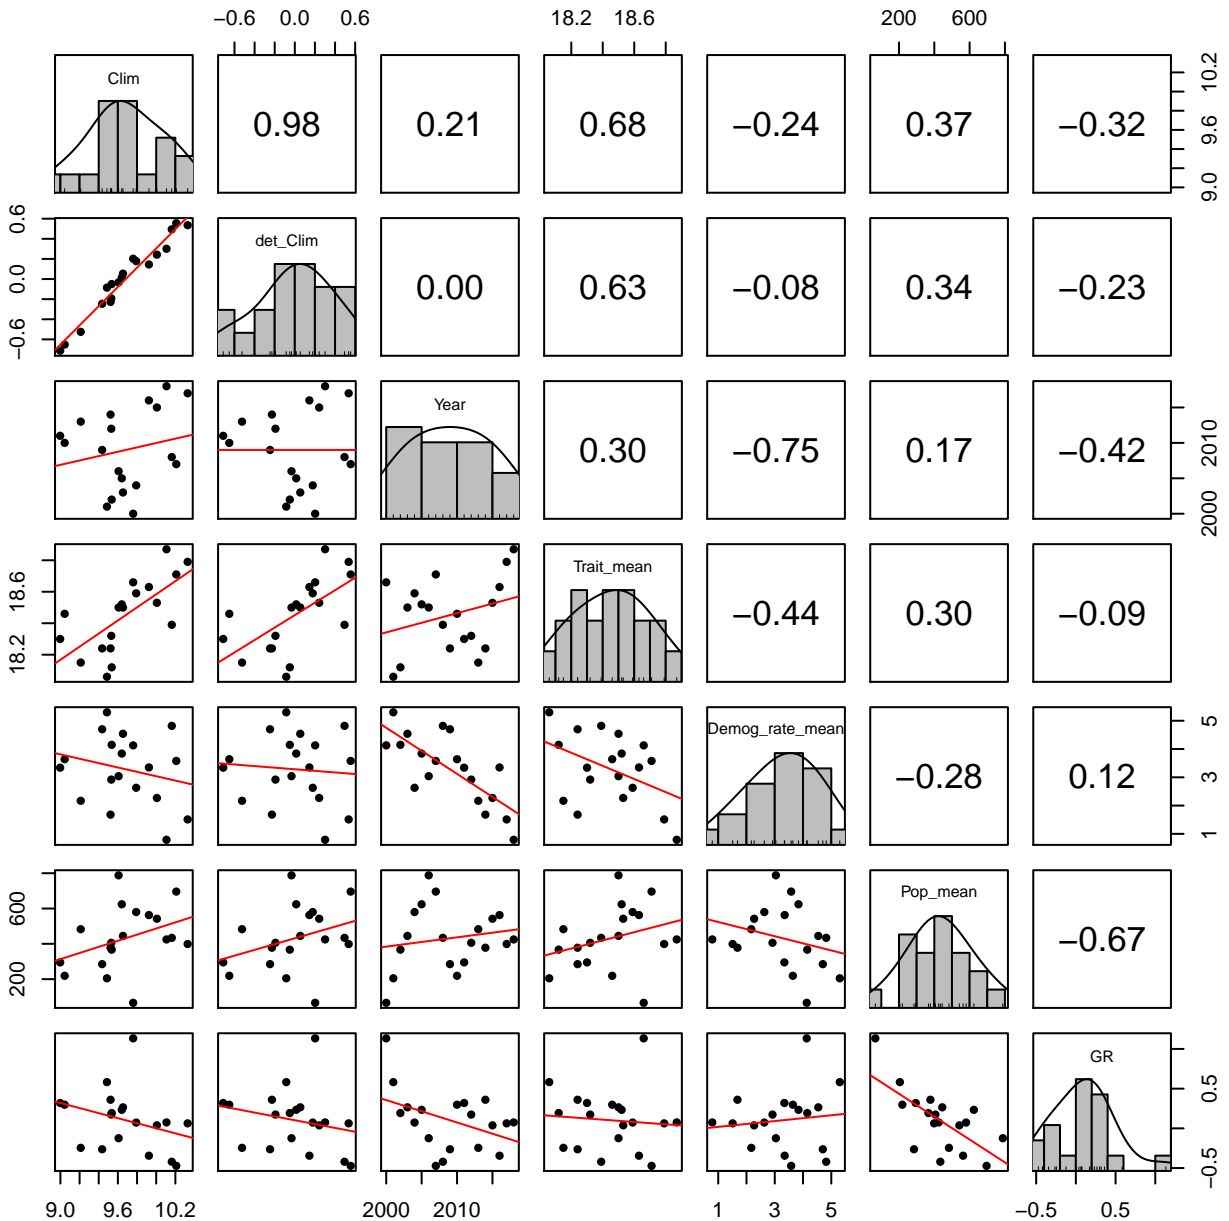 −0.6 0.0 0.6 18.2 18.6 200 600
Clim 0.98 0.21 0.68 −0.24 0.37 −0.32 9.0 9.6 10.2
−0.6 0.0 0.6 det_Clim 0.00 0.63 −0.08 0.34 −0.23
Year 0.30 −0.75 0.17 −0.42 2000 2010
18.2 18.6 Trait_mean −0.44 0.30 −0.09
Demog_rate_mean −0.28 0.12 1 3 5
200 600 Pop_mean −0.67
GR −0.5 0.5
9.0 9.6 10.2 2000 2010 1 3 5 −0.5 0.5